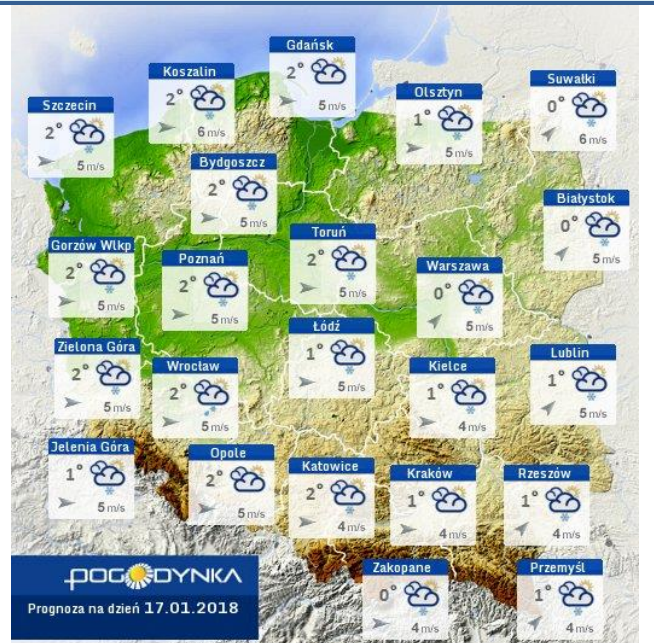 Gdańsk
2°
5 m/s
Koszalin
2°
6 m/s
Suwałki
0°
6 m/s
Olsztyn
1°
5 m/s
Szczecin
2°
5 m/s
Bydgoszcz
2°
5 m/s
Białystok
0°
5 m/s
Toruń
2°
5 m/s
Gorzów Wlkp
2°
5 m/s
Poznań
2°
5 m/s
Warszawa
0°
5 m/s
Łódź
1°
5 m/s
Zielona Góra
2°
5 m/s
Wrocław
2°
5 m/s
Kielce
1°
4 m/s
Lublin
1°
5 m/s
Jelenia Góra
1°
5 m/s
Opole
2°
5 m/s
Katowice
2°
4 m/s
Kraków
1°
4 m/s
Rzeszów
1°
4 m/s
Zakopane
0°
4 m/s
Przemyśl
1°
4 m/s
POGODYNKA
Prognoza na dzień 17.01.2018